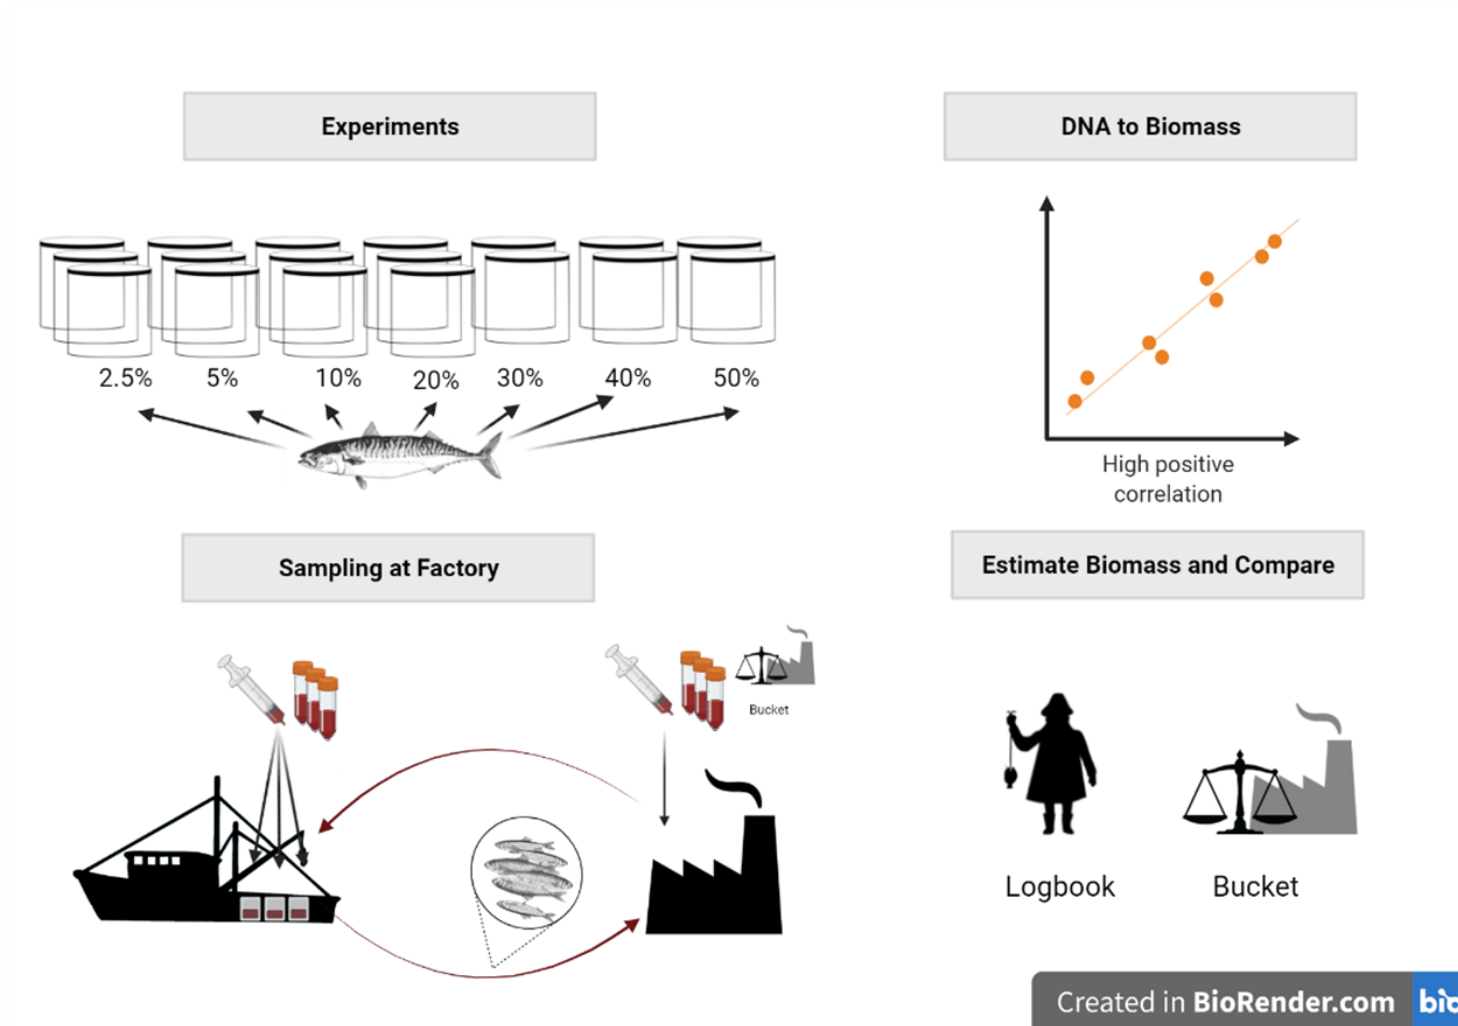 Experiments
DNA to Biomass
2.5% 5% 10% 20% 30% 40% 50%
High positive
correlation
Sampling at Factory
Estimate Biomass and Compare
Bucket
Logbook
Bucket
Created in BioRender.com
bio